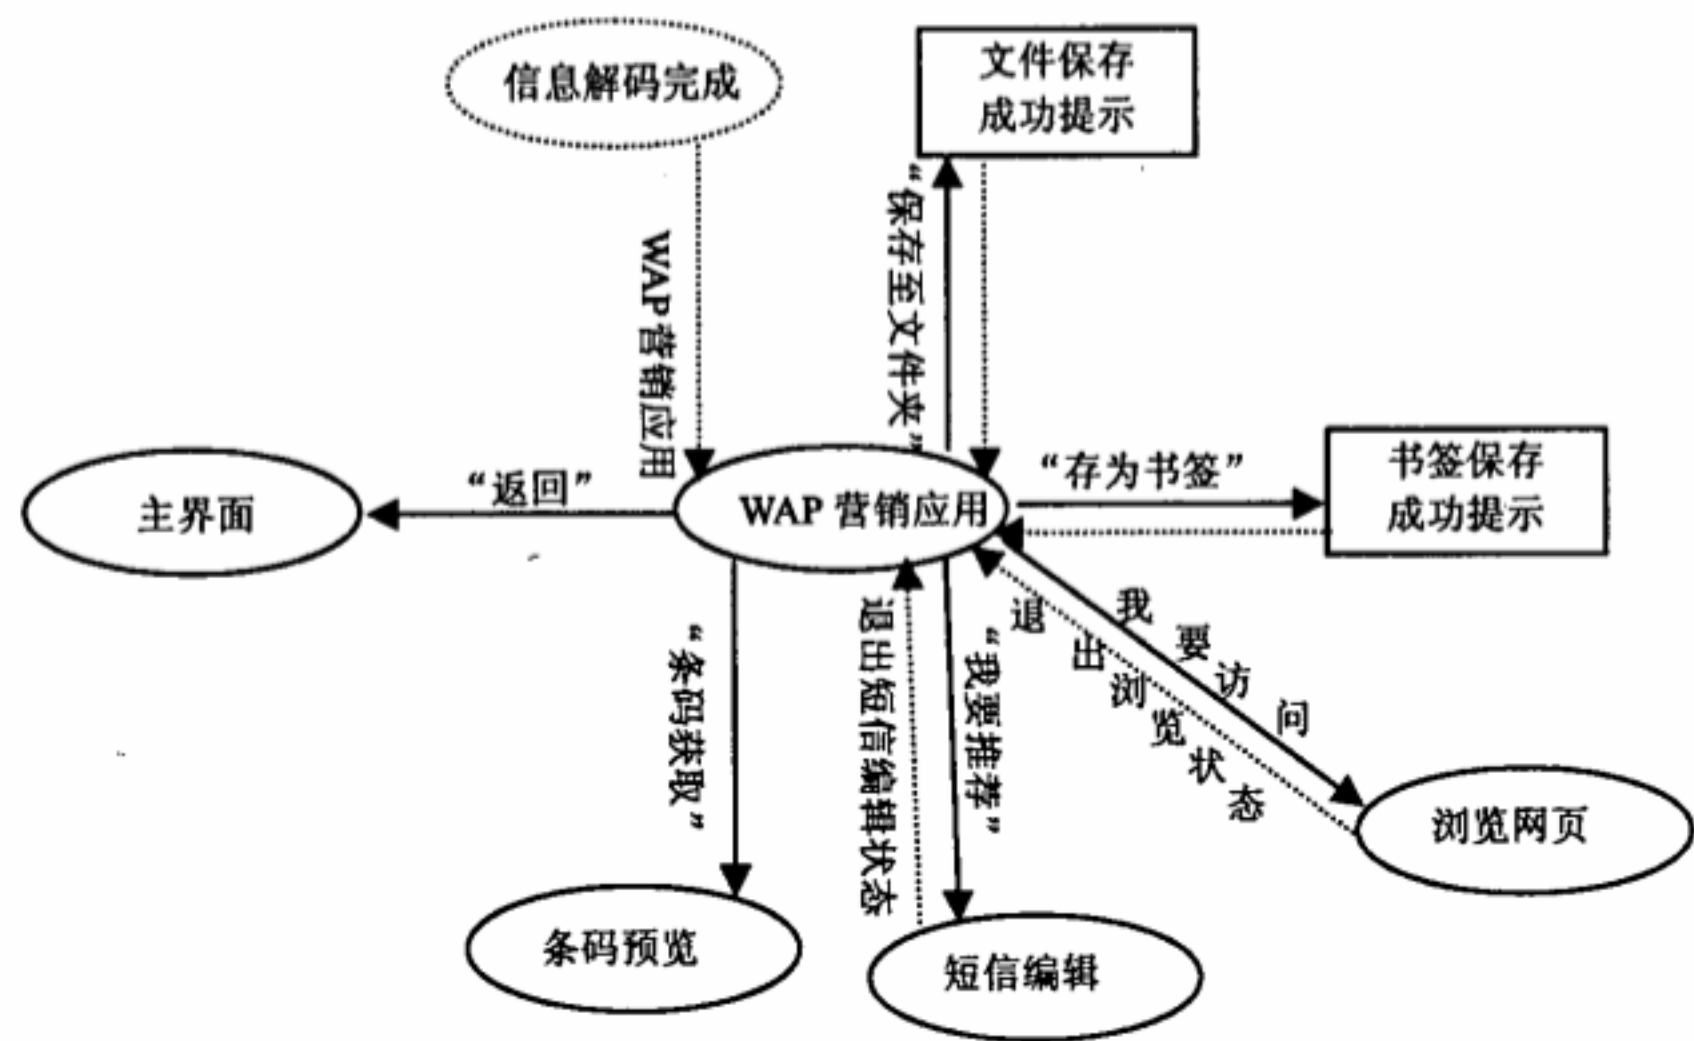 信息解码完成
文件保存
成功提示
WAP营销应用
“保存至文件夹”
主界面
“返回”
WAP 营销应用
“存为书签”
书签保存
成功提示
“条码获取”
退出短信编辑状态
“我要推荐”
退出浏览状态
我要访问
浏览网页
条码预览
短信编辑